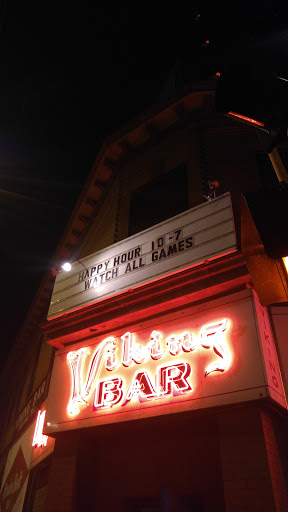 HAPPY HOUR 10-7
WATCH ALL GAMES
Viking
BAR